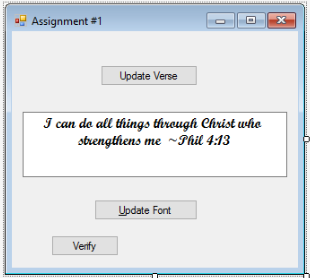 Assignment #1
Update Verse
I can do all things through Christ who
strengthens me ~Phil 4:13
Update Font
Verify